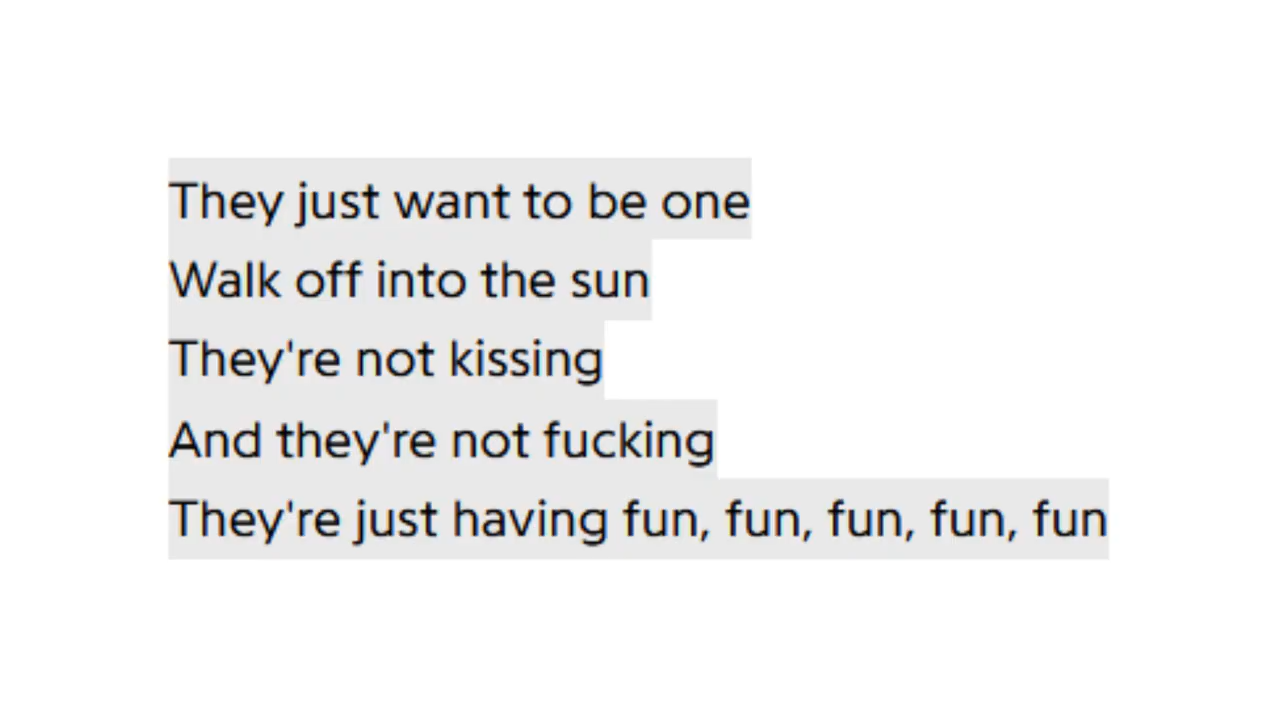 They just want to be one
Walk off into the sun
They're not kissing
And they're not fucking
They're just having fun, fun, fun, fun, fun